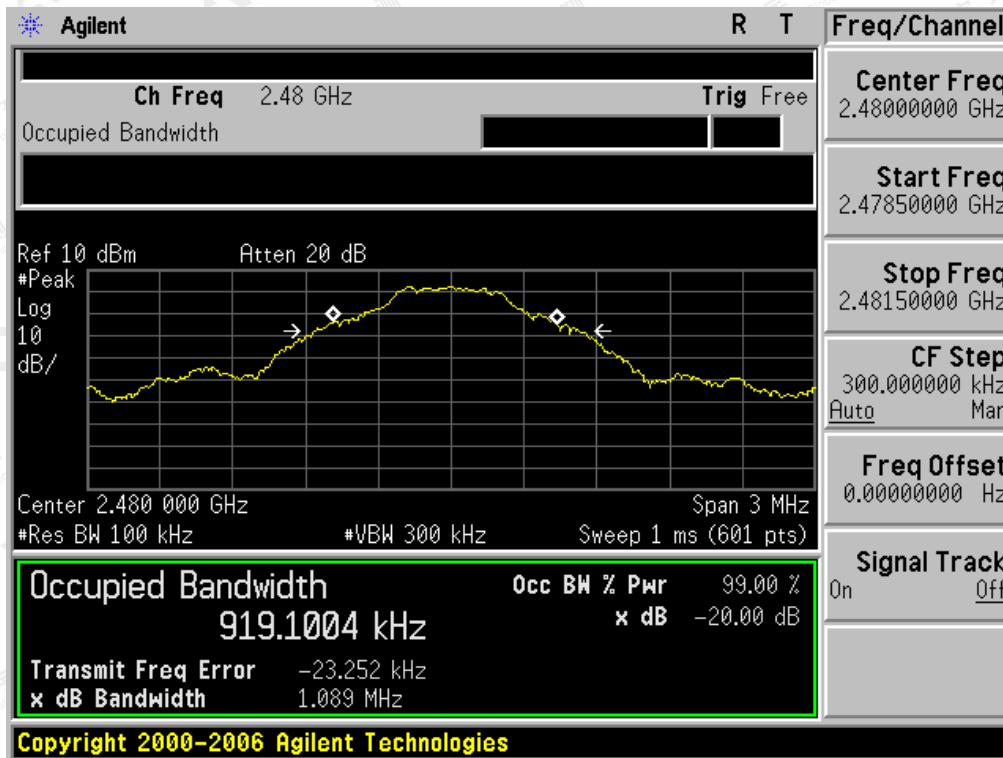 Agilent R T Freq/Channel
Ch Freq 2.48 GHz Trig Free
Occupied Bandwidth
Center Freq
2.48000000 GHz
Start Freq
2.47850000 GHz
Stop Freq
2.48150000 GHz
CF Step
300.000000 kHz
Auto Man
Freq Offset
0.00000000 Hz
Signal Track
On Off
Ref 10 dBm Atten 20 dB
#Peak
Log
10
dB/
Center 2.480 000 GHz Span 3 MHz
#Res BW 100 kHz #VBW 300 kHz Sweep 1 ms (601 pts)
Occupied Bandwidth
919.1004 kHz
Occ BW % Pwr 99.00 %
x dB -20.00 dB
Transmit Freq Error -23.252 kHz
x dB Bandwidth 1.089 MHz
Copyright 2000-2006 Agilent Technologies